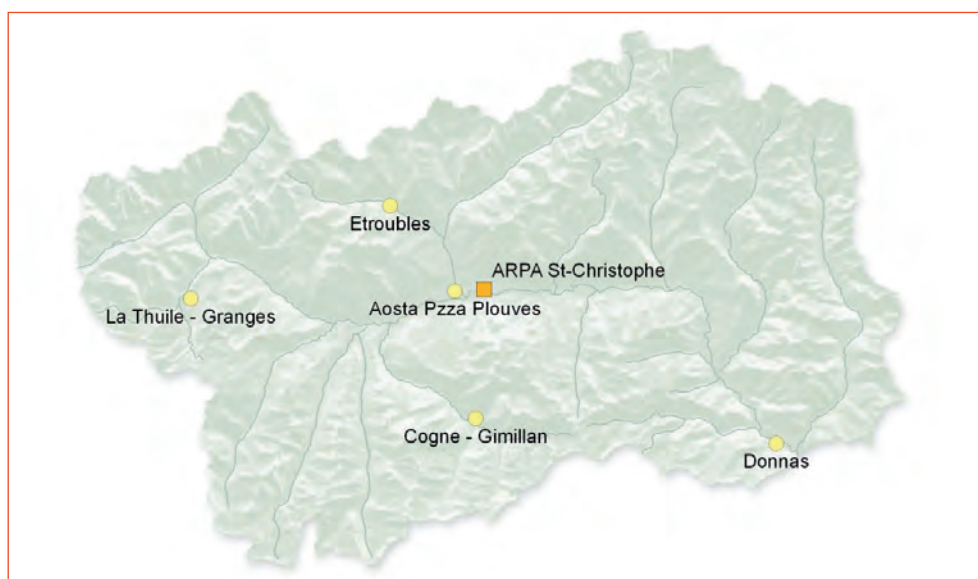 Etroubles
ARPA St-Christophe
Aosta Pzza Plouves
La Thuile - Granges
Cogne - Gimillan
Donnas